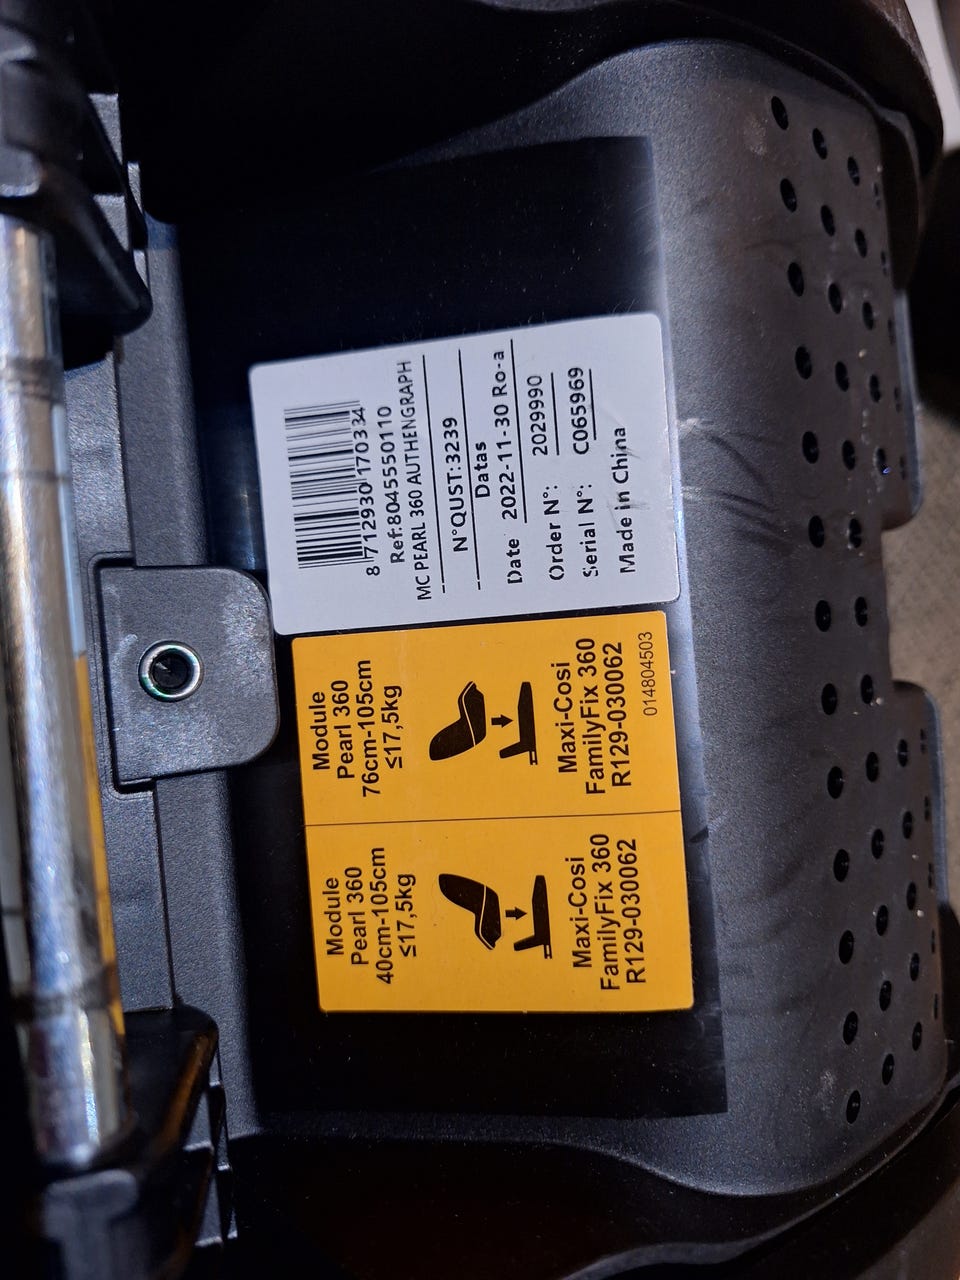 8 712930 170334
Ref:8045550110
MC PEARL 360 AUTHENGRAPH
N°QUST:3239
Datas
Date 2022-11-30 Ro-a
Order N°: 2029990
Serial N°: C065969
Made in China
Module
Pearl 360
40cm-105cm
≤17,5kg
Maxi-Cosi
FamilyFix 360
R129-030062
Module
Pearl 360
76cm-105cm
≤17,5kg
Maxi-Cosi
FamilyFix 360
R129-030062
014804503